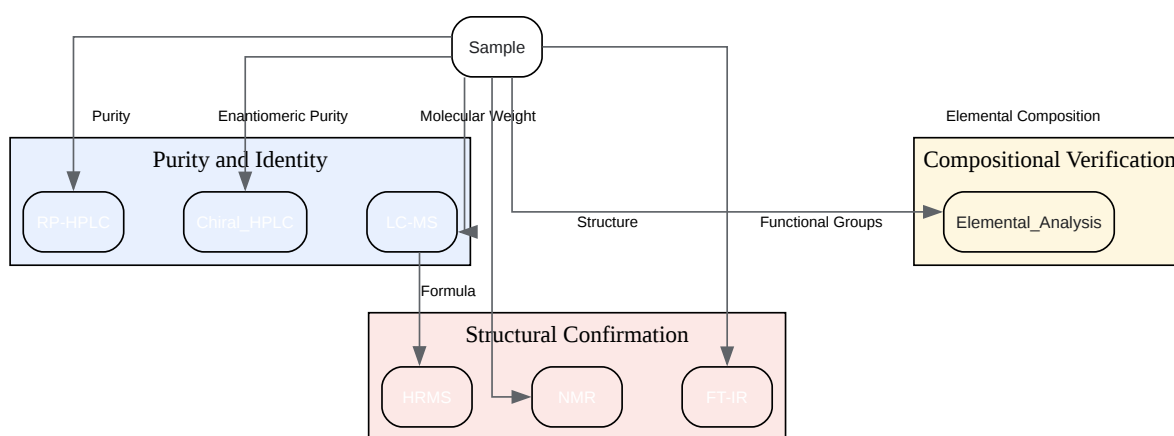 Sample
Purity
Enantiomeric Purity
Molecular Weight
Elemental Composition
Purity and Identity
Compositional Verification
RP-HPLC
Chiral_HPLC
LC-MS
Structure
Functional Groups
Elemental_Analysis
Formula
Structural Confirmation
HRMS
NMR
FT-IR